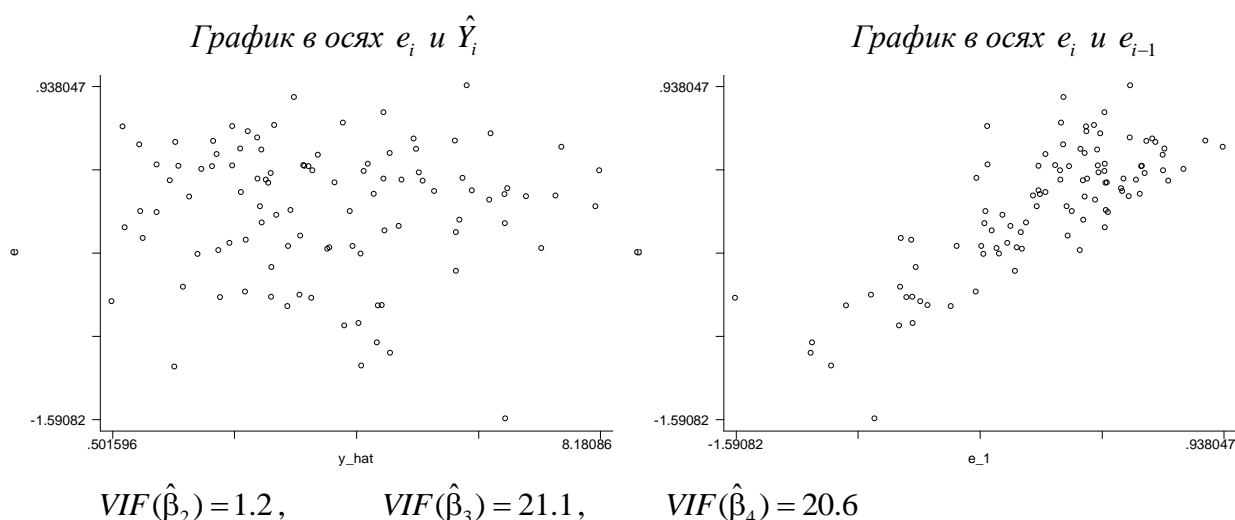 График в осях e_i и Ŷ_i
График в осях e_i и e_{i-1}
.938047
e
-1.59082
.501596
8.18086
y_hat
.938047
e
-1.59082
-1.59082
.938047
e_1
VIF(β̂_2) = 1.2, VIF(β̂_3) = 21.1, VIF(β̂_4) = 20.6